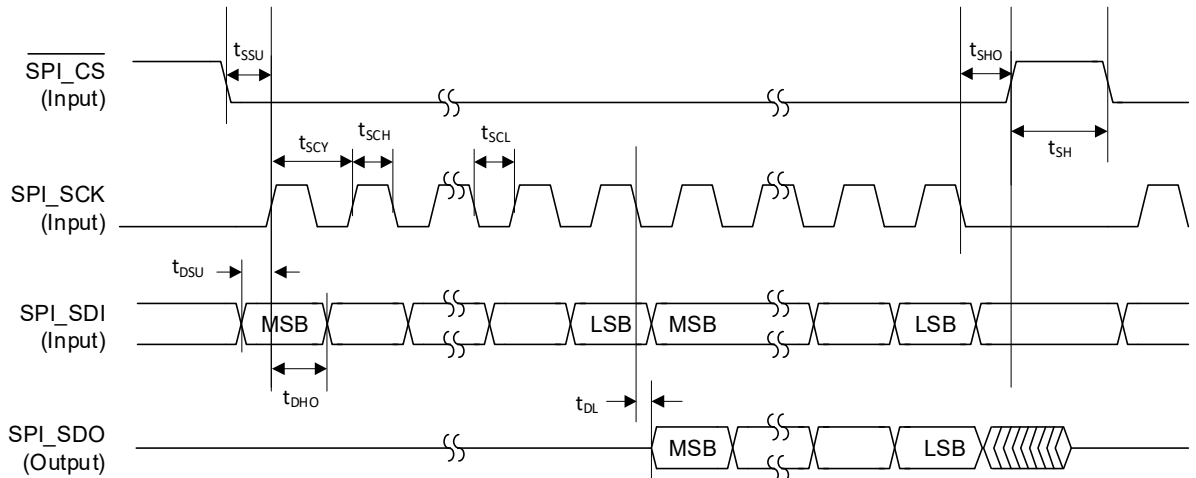 tSSU
tSHO
SPI_CS
(Input)
tSCY
tSCH
tSCL
tSH
SPI_SCK
(Input)
tDSU
SPI_SDI
(Input)
MSB
LSB
MSB
LSB
tDHO
tDL
SPI_SDO
(Output)
MSB
LSB